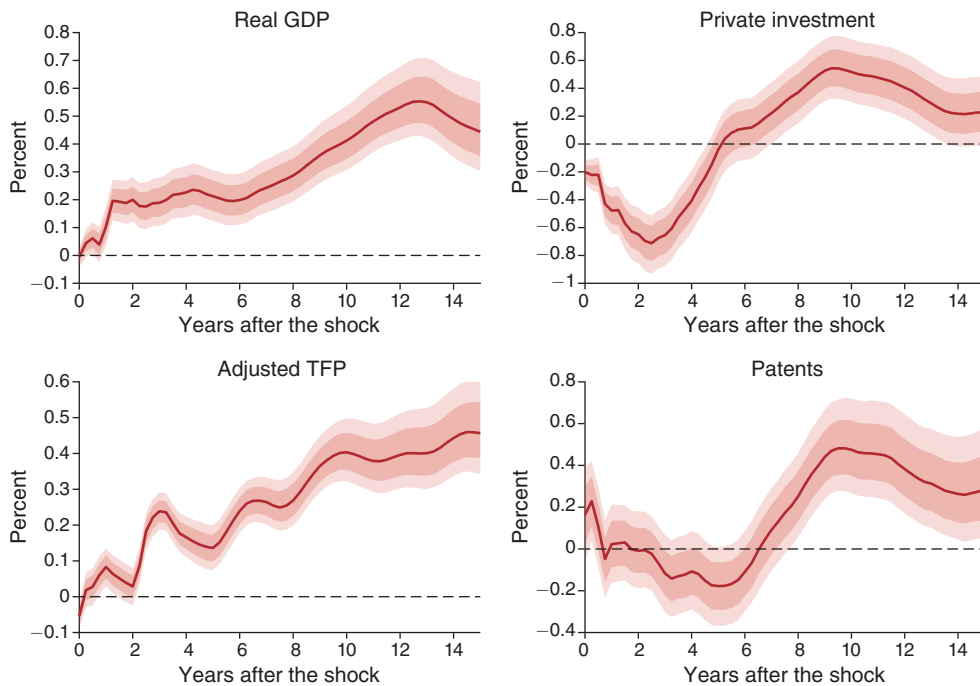 Real GDP
Percent
0.8
0.7
0.6
0.5
0.4
0.3
0.2
0.1
0
−0.1
0 2 4 6 8 10 12 14
Years after the shock
Private investment
Percent
0.8
0.6
0.4
0.2
0
−0.2
−0.4
−0.6
−0.8
−1
0 2 4 6 8 10 12 14
Years after the shock
Adjusted TFP
Percent
0.6
0.5
0.4
0.3
0.2
0.1
0
−0.1
0 2 4 6 8 10 12 14
Years after the shock
Patents
Percent
0.8
0.6
0.4
0.2
0
−0.2
−0.4
0 2 4 6 8 10 12 14
Years after the shock